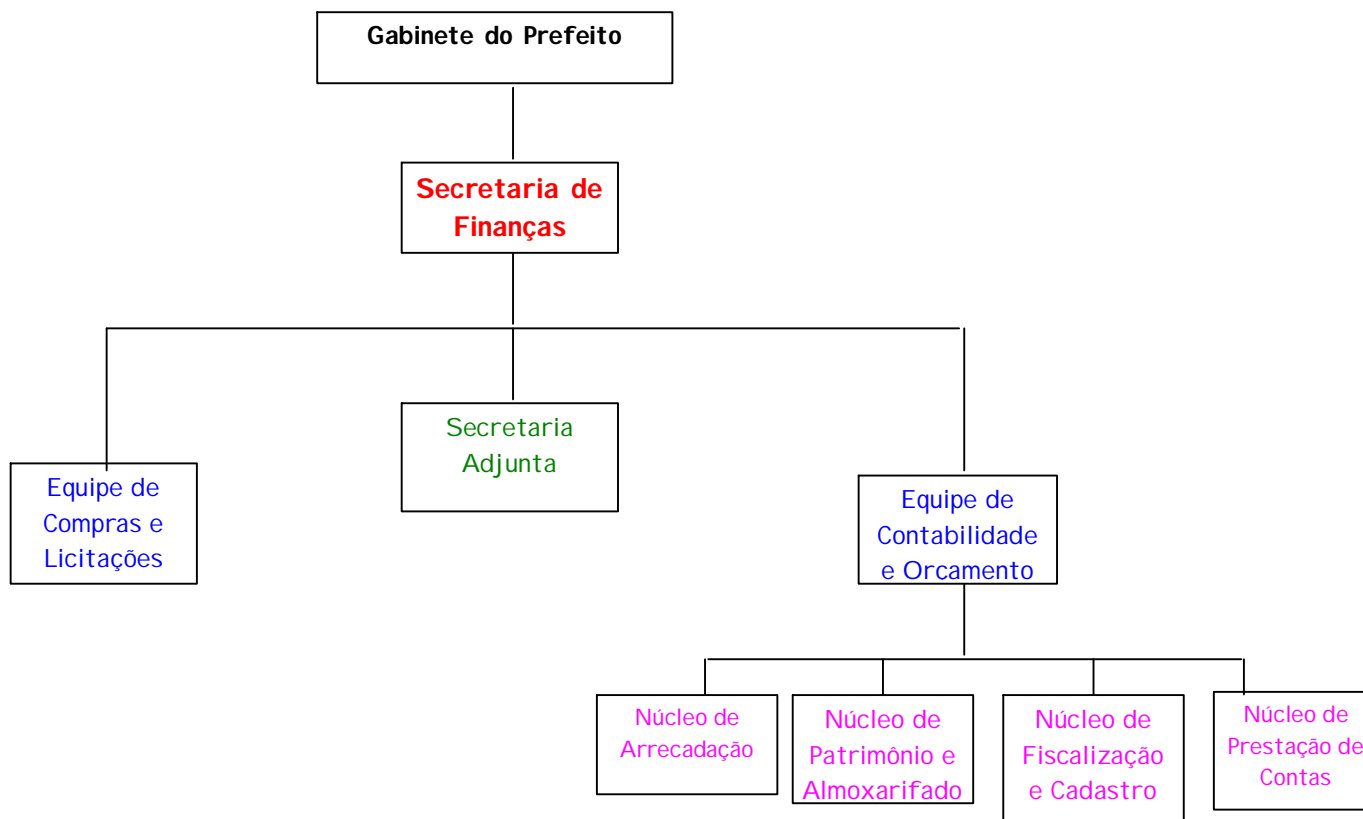 Gabinete do Prefeito
Secretaria de
Finanças
Secretaria
Adjunta
Equipe de
Compras e
Licitações
Equipe de
Contabilidade
e Orcamento
Núcleo de
Arrecadação
Núcleo de
Patrimônio e
Almoxarifado
Núcleo de
Fiscalização
e Cadastro
Núcleo de
Prestação de
Contas